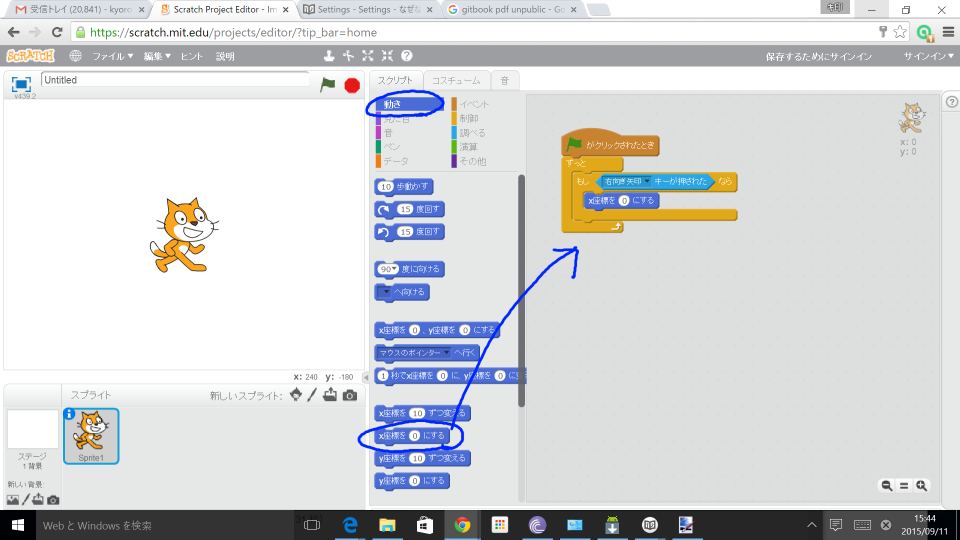 受信トレイ (20,841) - kyoro
Scratch Project Editor - Im
Settings - Settings - なぜな
gitbook pdf unpublic - Go
矢印
https://scratch.mit.edu/projects/editor/?tip_bar=home
SCRATCH
ファイル▼ 編集▼ ヒント 説明
保存するためにサインイン
サインイン▼
v439.2
Untitled
スクリプト コスチューム 音
動き
見た目
音
ペン
データ
イベント
制御
調べる
演算
その他
10 歩動かす
15 度回す
15 度回す
90▼ 度に向ける
▼ へ向ける
x座標を 0 、y座標を 0 にする
マウスのポインター ▼ へ行く
1 秒でx座標を 0 に、y座標を 0 に
x座標を 10 ずつ変える
x座標を 0 にする
y座標を 10 ずつ変える
y座標を 0 にする
がクリックされたとき
ずっと
もし 右向き矢印 ▼ キーが押された なら
x座標を 0 にする
x: 0
y: 0
x: 240 y: -180
スプライト
新しいスプライト:
ステージ
1 背景
新しい背景:
Sprite1
Web と Windows を検索
15:44
2015/09/11